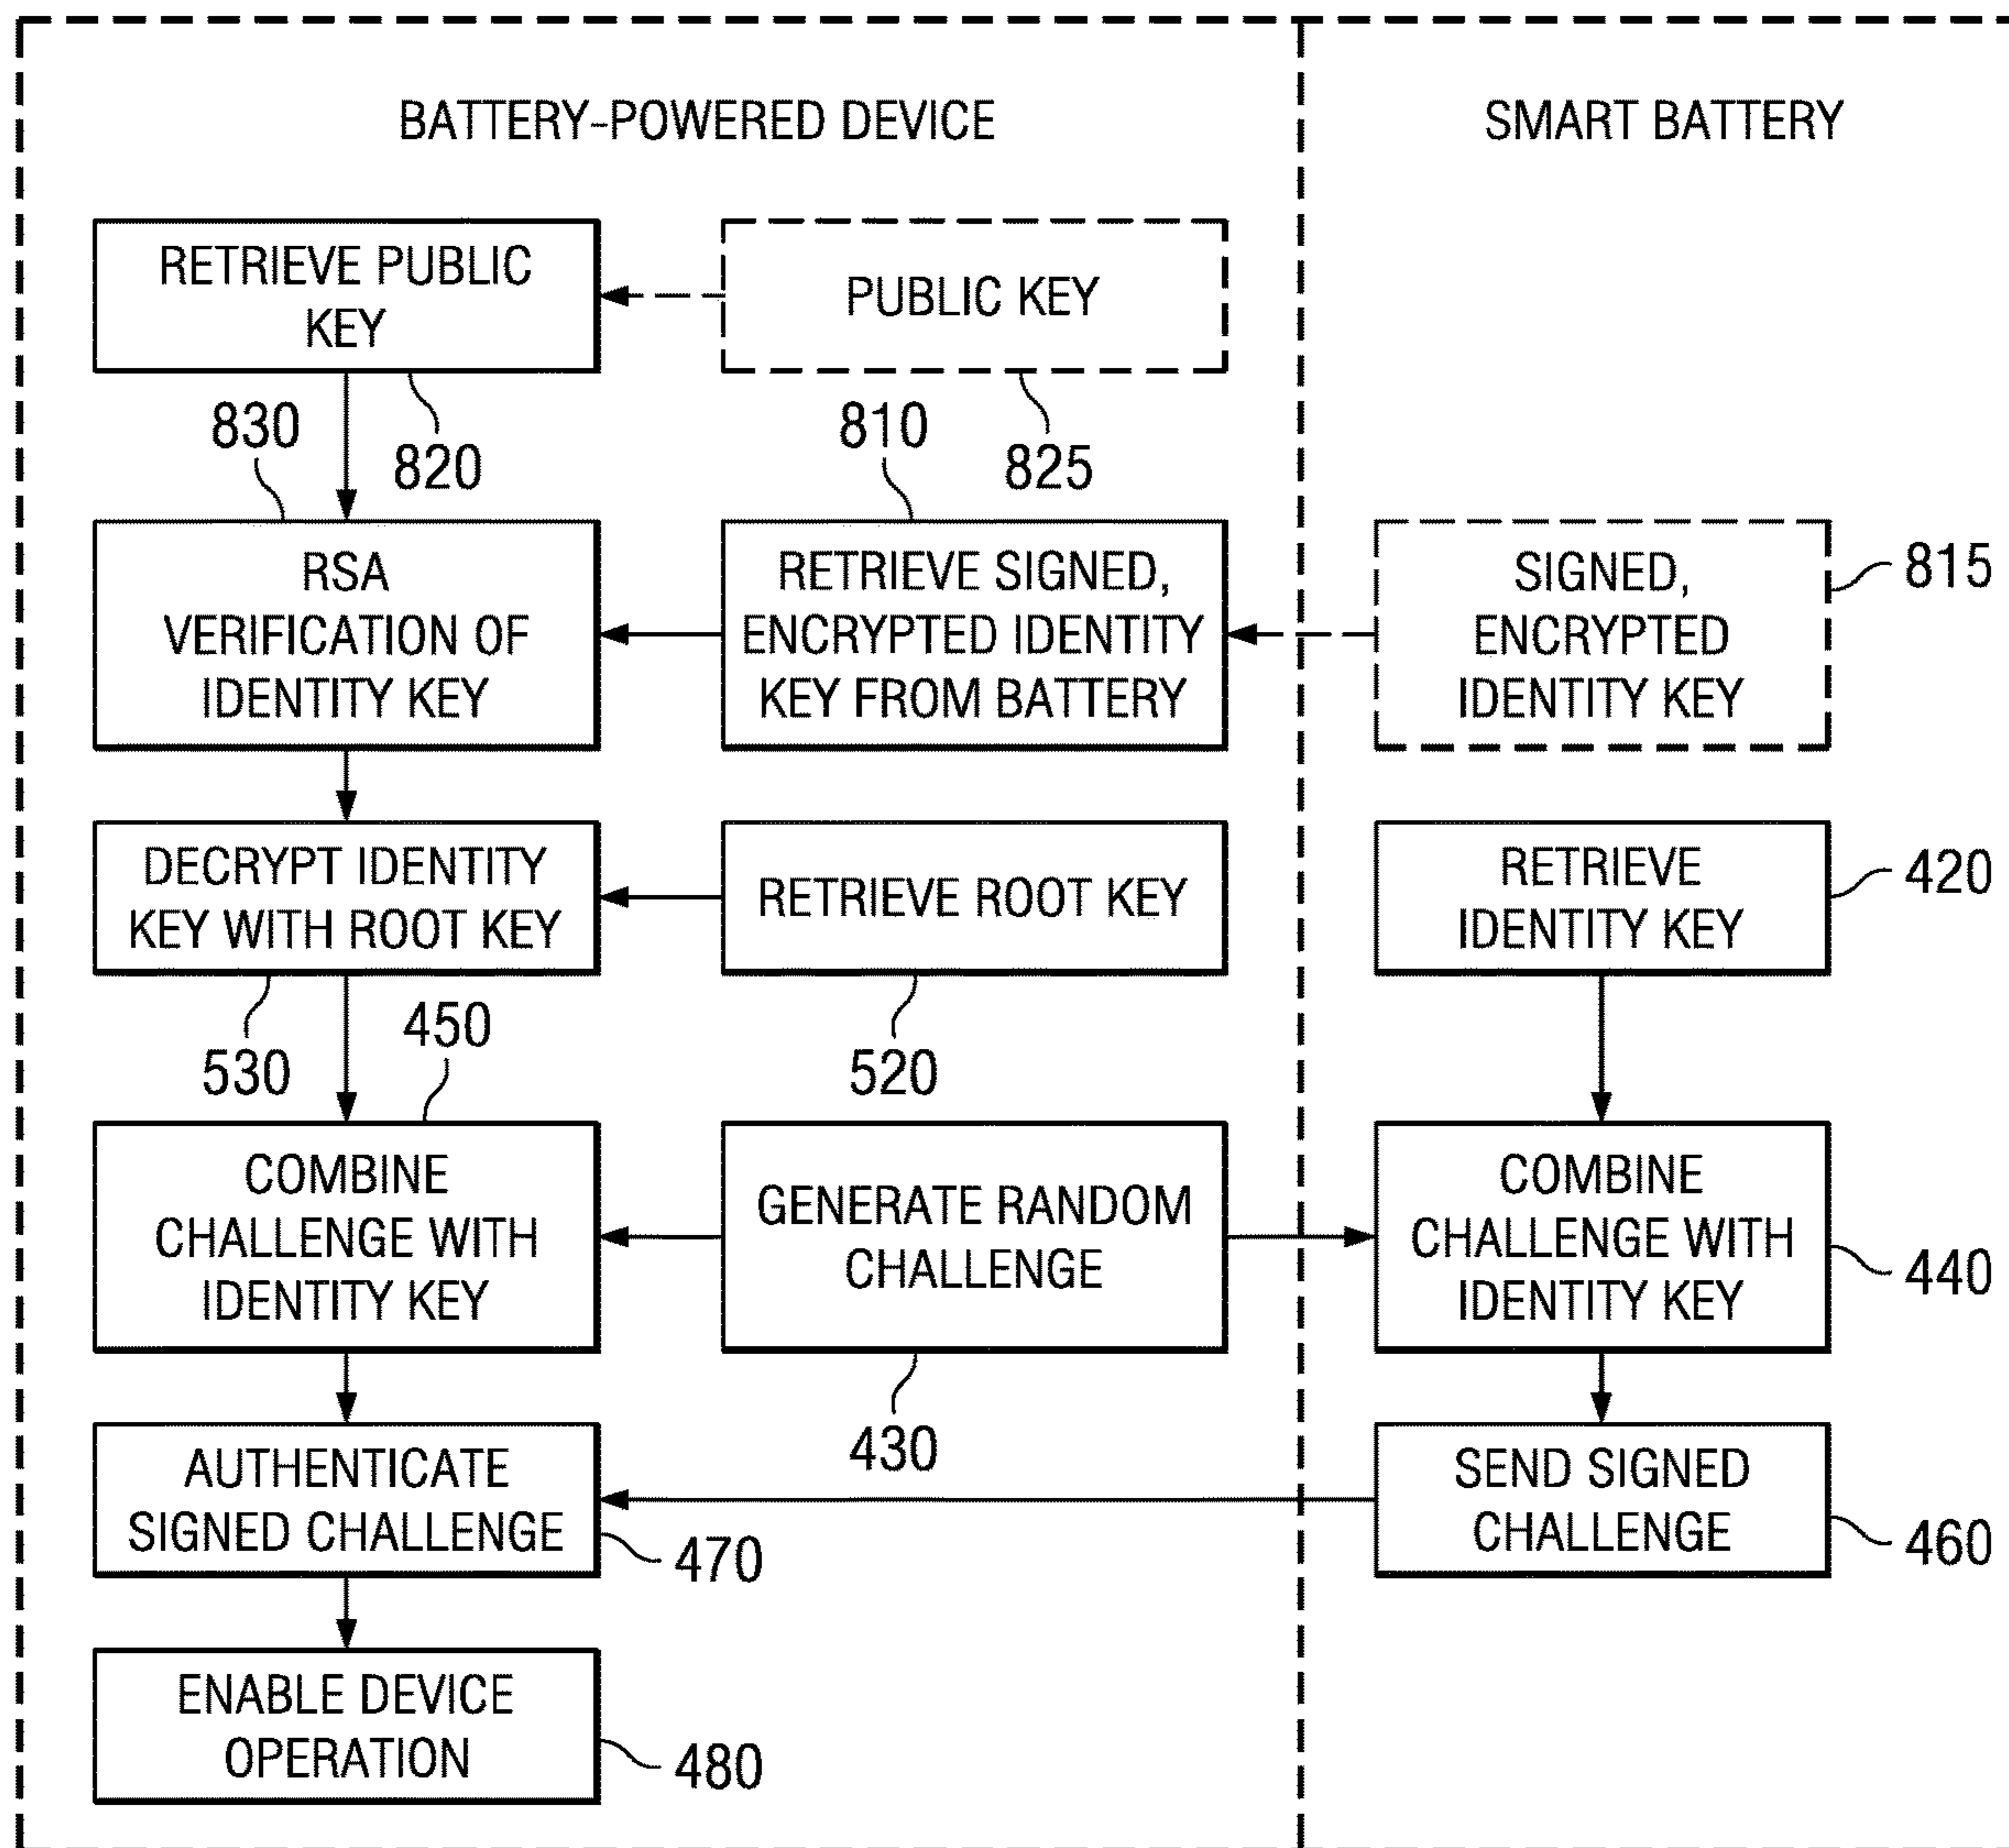 BATTERY-POWERED DEVICE
SMART BATTERY
RETRIEVE PUBLIC
KEY
PUBLIC KEY
830
820
810
825
RSA
VERIFICATION OF
IDENTITY KEY
RETRIEVE SIGNED,
ENCRYPTED IDENTITY
KEY FROM BATTERY
SIGNED,
ENCRYPTED
IDENTITY KEY
815
DECRYPT IDENTITY
KEY WITH ROOT KEY
RETRIEVE ROOT KEY
RETRIEVE
IDENTITY KEY
420
530
450
520
COMBINE
CHALLENGE WITH
IDENTITY KEY
GENERATE RANDOM
CHALLENGE
COMBINE
CHALLENGE WITH
IDENTITY KEY
440
430
AUTHENTICATE
SIGNED CHALLENGE
470
SEND SIGNED
CHALLENGE
460
ENABLE DEVICE
OPERATION
480